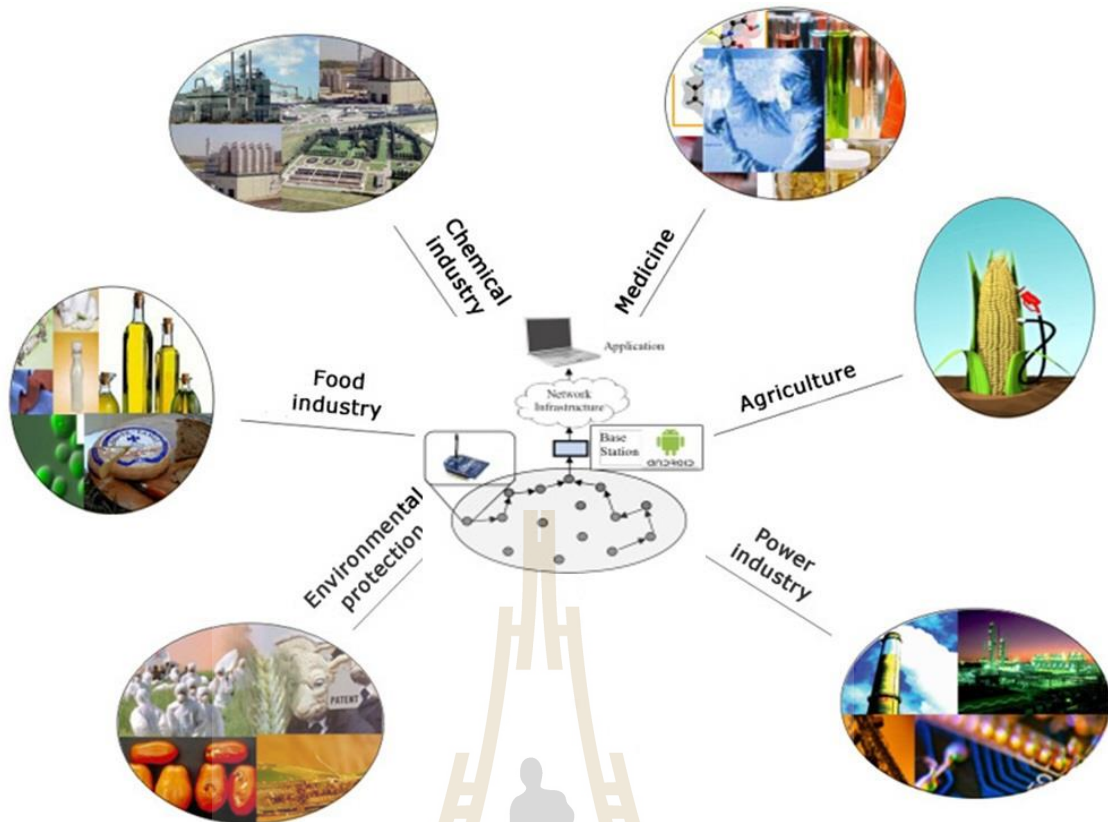 Chemical
industry
Medicine
Application
Food
industry
Network
Infrastructure
Agriculture
Base
Station
ANDROID
Environmental
protection
Power
industry
PATENT